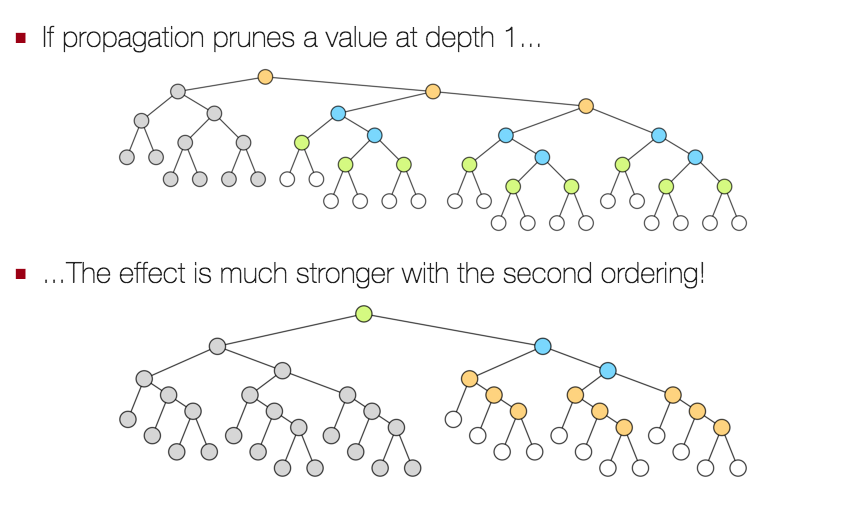 If propagation prunes a value at depth 1...
...The effect is much stronger with the second ordering!